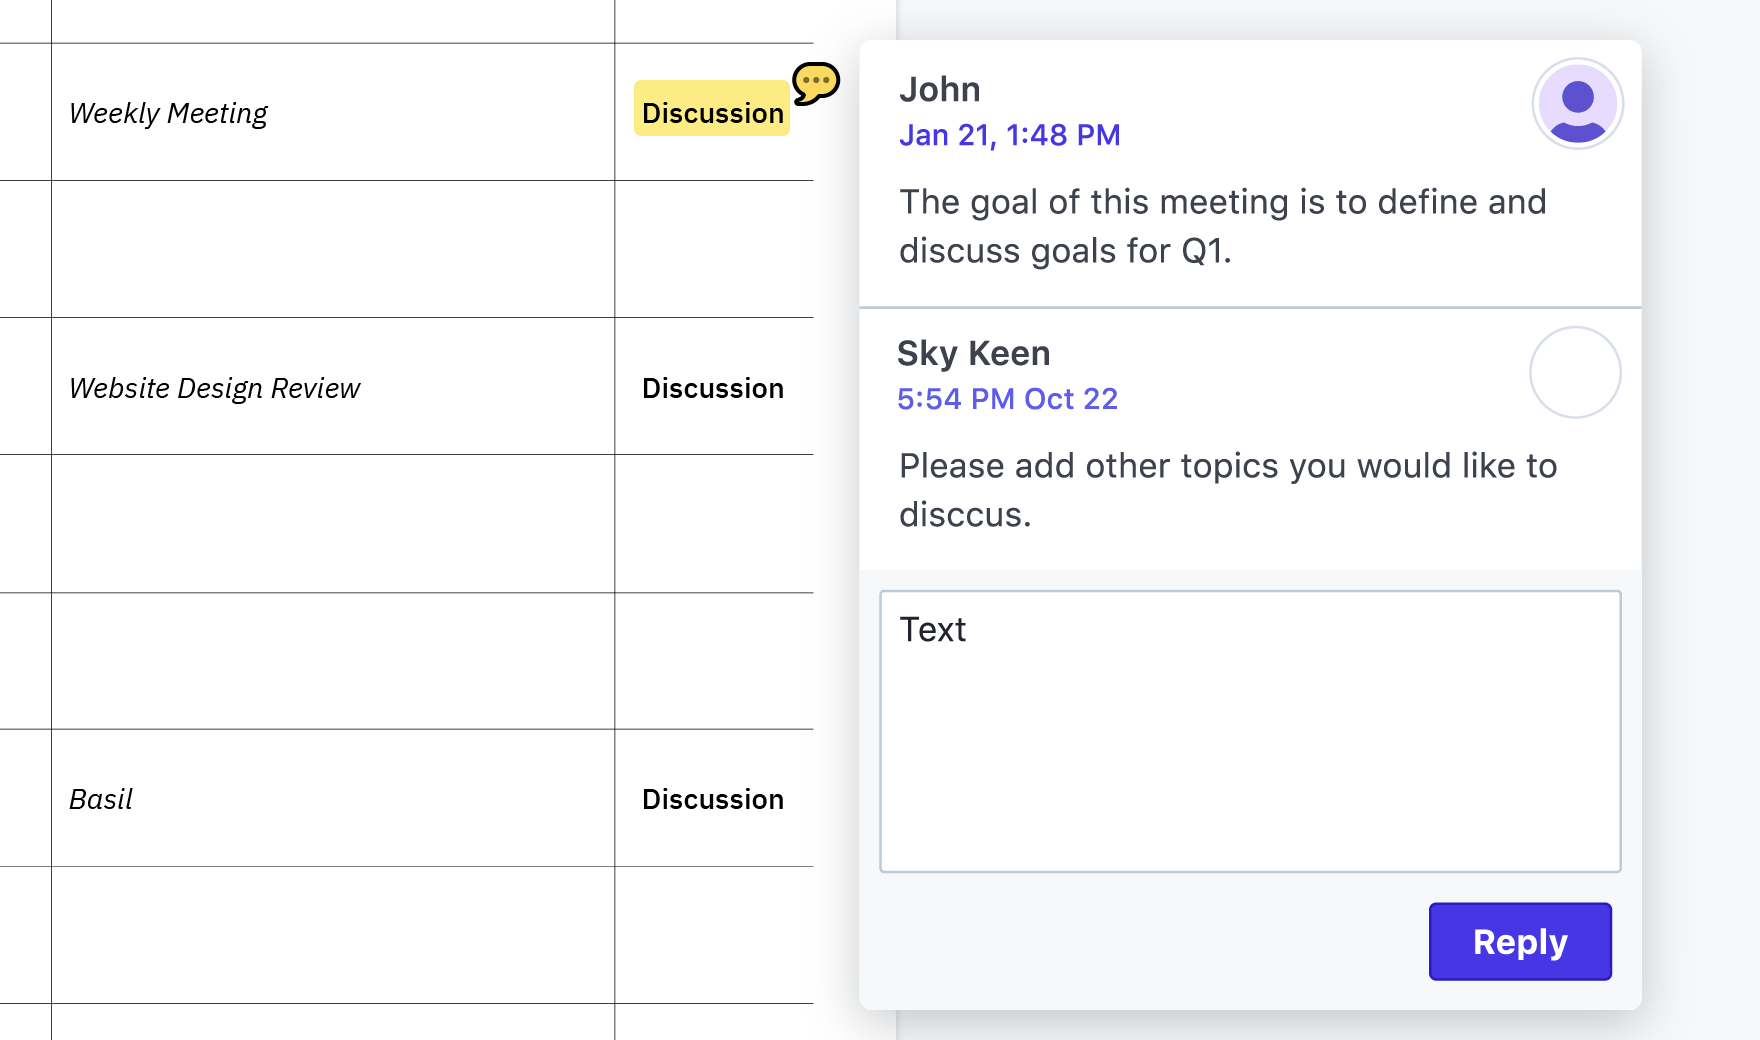 Weekly Meeting
Discussion
Website Design Review
Discussion
Basil
Discussion
John
Jan 21, 1:48 PM
The goal of this meeting is to define and
discuss goals for Q1.
Sky Keen
5:54 PM Oct 22
Please add other topics you would like to
disccus.
Text
Reply